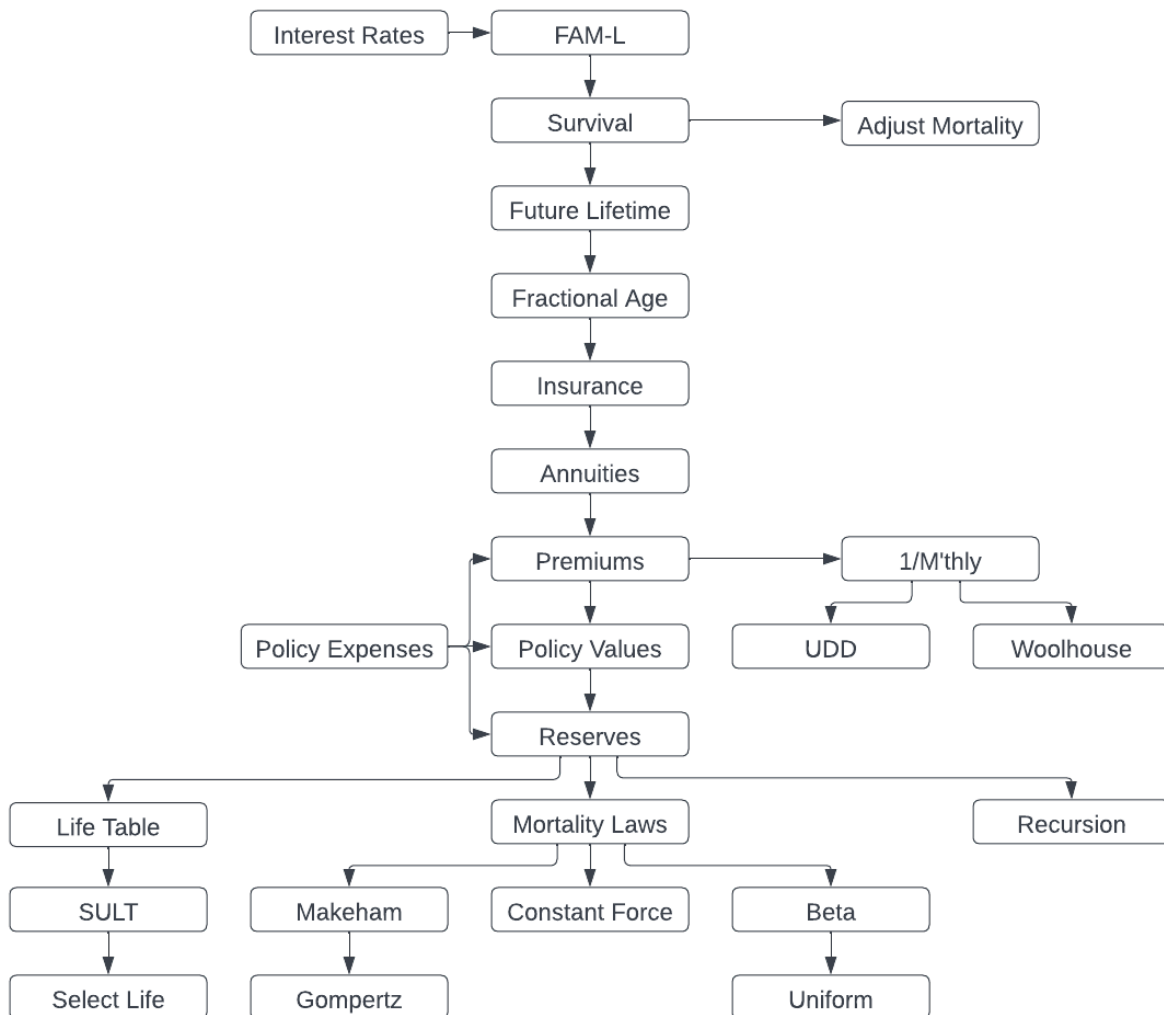 Interest Rates
FAM-L
Survival
Adjust Mortality
Future Lifetime
Fractional Age
Insurance
Annuities
Premiums
1/M'thly
Policy Expenses
Policy Values
UDD
Woolhouse
Reserves
Life Table
Mortality Laws
Recursion
SULT
Makeham
Constant Force
Beta
Select Life
Gompertz
Uniform